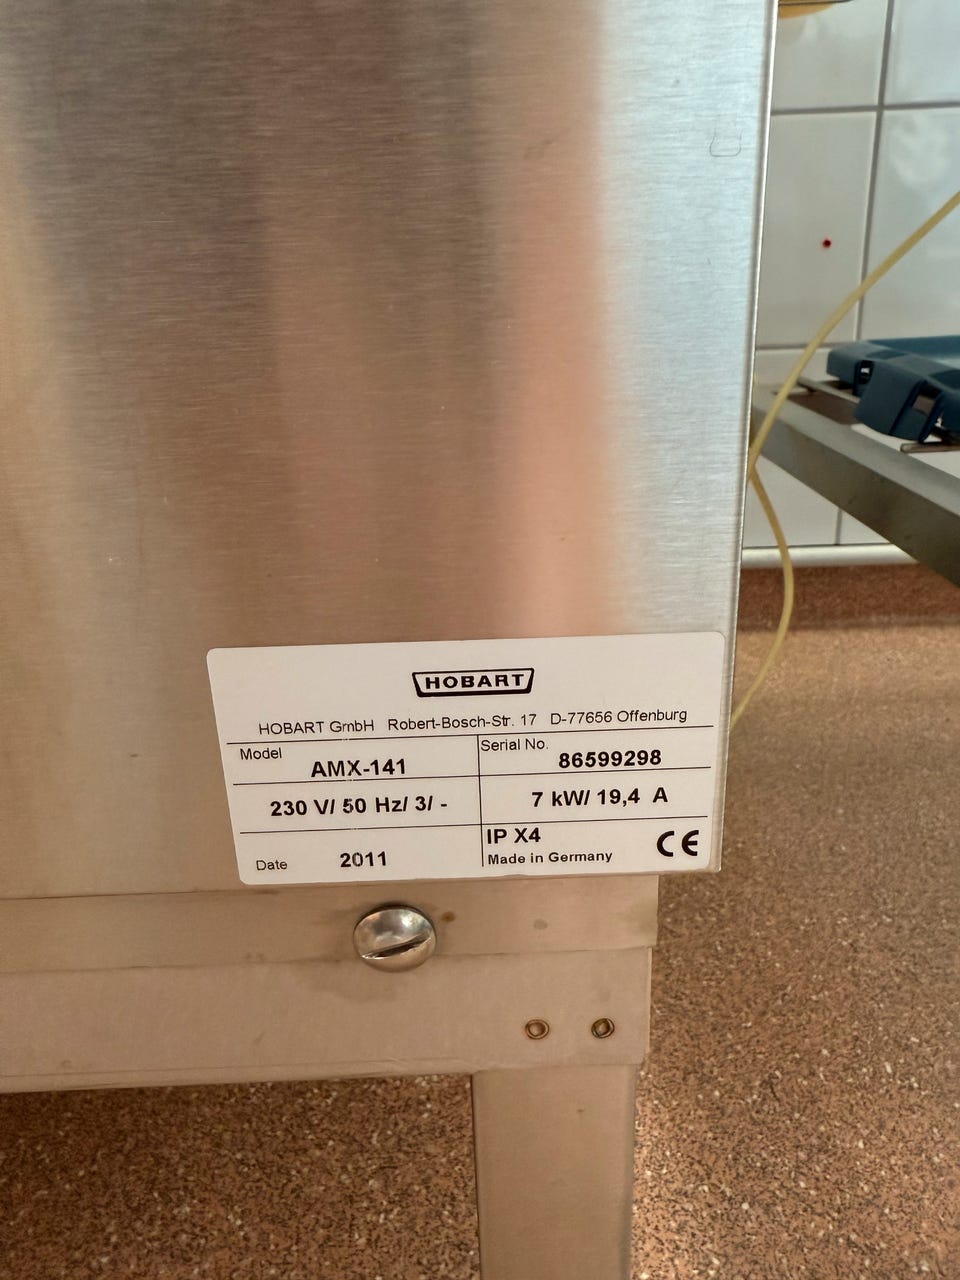 HOBART
HOBART GmbH Robert-Bosch-Str. 17 D-77656 Offenburg
Model AMX-141
Serial No. 86599298
230 V/ 50 Hz/ 3/ -
7 kW/ 19,4 A
Date 2011
IP X4
Made in Germany
CE